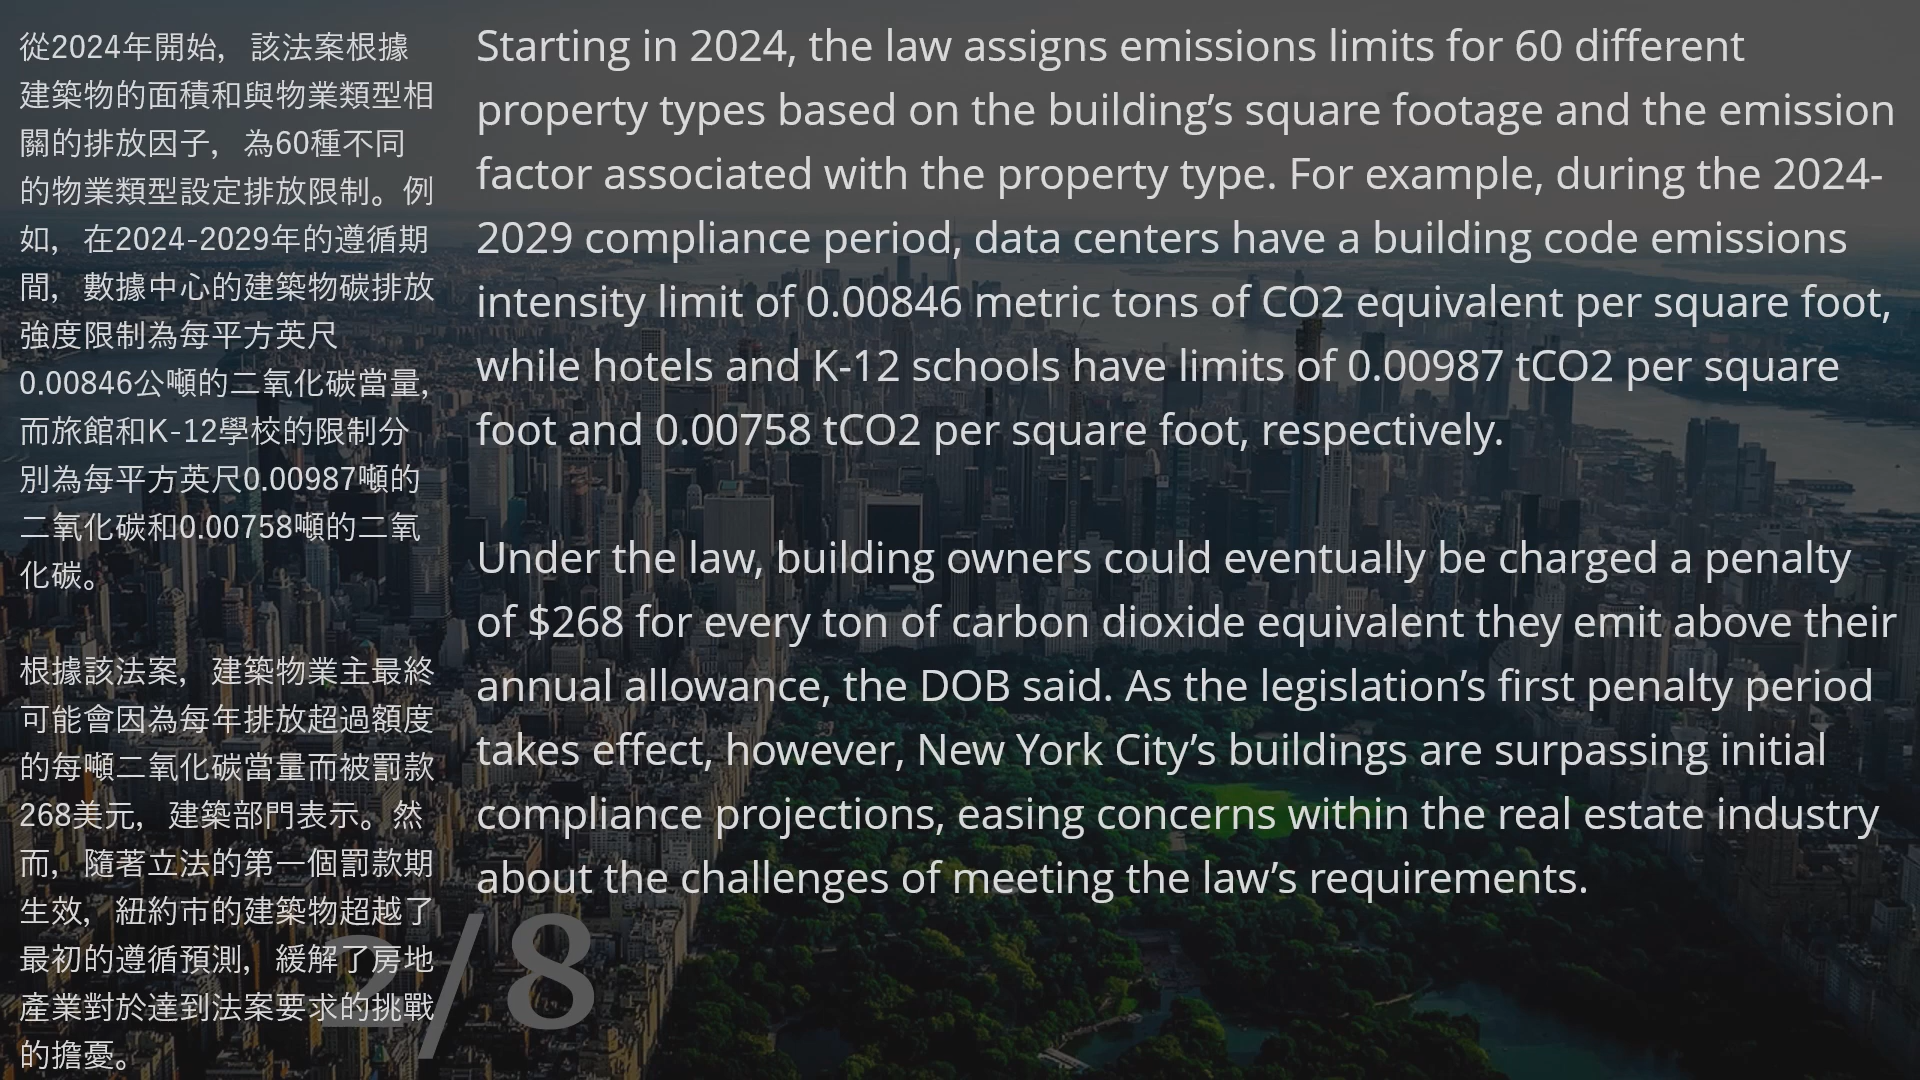 從2024年開始，該法案根據
建築物的面積和與物業類型相
關的排放因子，為60種不同
的物業類型設定排放限制。例
如，在2024-2029年的遵循期
間，數據中心的建築物碳排放
強度限制為每平方英尺
0.00846公噸的二氧化碳當量，
而旅館和K-12學校的限制分
別為每平方英尺0.00987噸的
二氧化碳和0.00758噸的二氧
化碳。
根據該法案，建築物業主最終
可能會因為每年排放超過額度
的每噸二氧化碳當量而被罰款
268美元，建築部門表示。然
而，隨著立法的第一個罰款期
生效，紐約市的建築物超越了
最初的遵循預測，緩解了房地
產業對於達到法案要求的挑戰
的擔憂。
Starting in 2024, the law assigns emissions limits for 60 different
property types based on the building’s square footage and the emission
factor associated with the property type. For example, during the 2024-
2029 compliance period, data centers have a building code emissions
intensity limit of 0.00846 metric tons of CO2 equivalent per square foot,
while hotels and K-12 schools have limits of 0.00987 tCO2 per square
foot and 0.00758 tCO2 per square foot, respectively.
Under the law, building owners could eventually be charged a penalty
of $268 for every ton of carbon dioxide equivalent they emit above their
annual allowance, the DOB said. As the legislation’s first penalty period
takes effect, however, New York City’s buildings are surpassing initial
compliance projections, easing concerns within the real estate industry
about the challenges of meeting the law’s requirements.
2/8